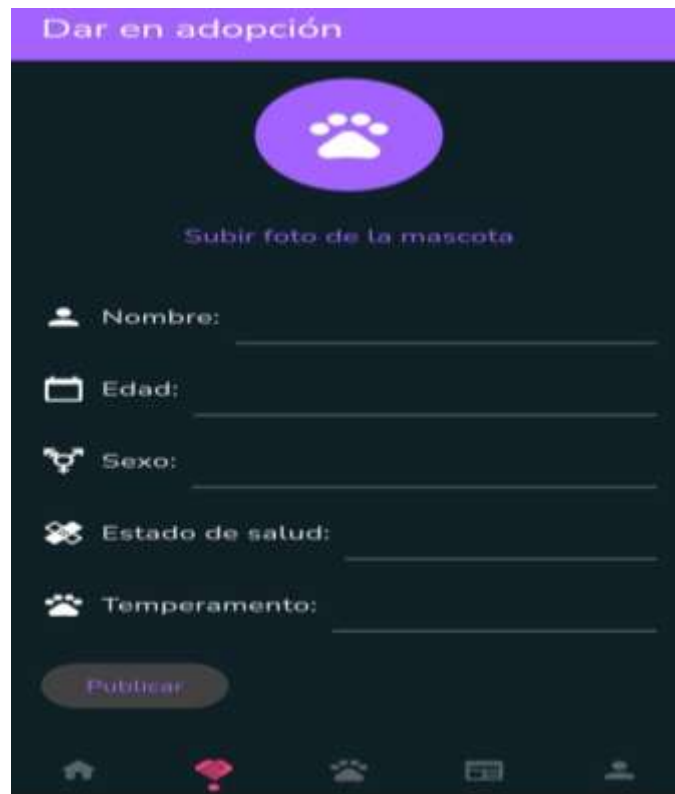 Dar en adopción
Subir foto de la mascota
Nombre:
Edad:
Sexo:
Estado de salud:
Temperamento:
Publicar